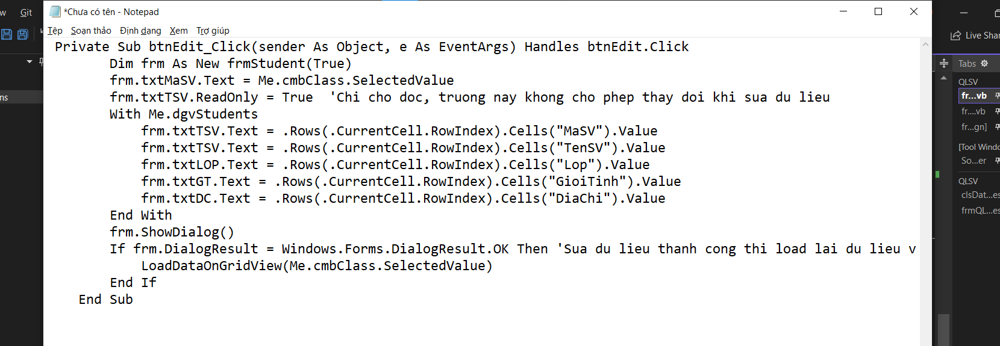 w Git
*Chưa có tên - Notepad
Tệp Soạn thảo Định dạng Xem Trợ giúp
Live Shar
Private Sub btnEdit_Click(sender As Object, e As EventArgs) Handles btnEdit.Click
Dim frm As New frmStudent(True)
frm.txtMaSV.Text = Me.cmbClass.SelectedValue
frm.txtTSV.ReadOnly = True 'Chi cho doc, truong nay khong cho phep thay doi khi sua du lieu
With Me.dgvStudents
frm.txtTSV.Text = .Rows(.CurrentCell.RowIndex).Cells("MaSV").Value
frm.txtTSV.Text = .Rows(.CurrentCell.RowIndex).Cells("TenSV").Value
frm.txtLOP.Text = .Rows(.CurrentCell.RowIndex).Cells("Lop").Value
frm.txtGT.Text = .Rows(.CurrentCell.RowIndex).Cells("GioiTinh").Value
frm.txtDC.Text = .Rows(.CurrentCell.RowIndex).Cells("DiaChi").Value
End With
frm.ShowDialog()
If frm.DialogResult = Windows.Forms.DialogResult.OK Then 'Sua du lieu thanh cong thi load lai du lieu v
LoadDataOnGridView(Me.cmbClass.SelectedValue)
End If
End Sub
ns
Tabs
QLSV
fr...vb
fr....vb
fr...gn]
[Tool Windo
So...er
QLSV
clsDat...es
frmQL...es